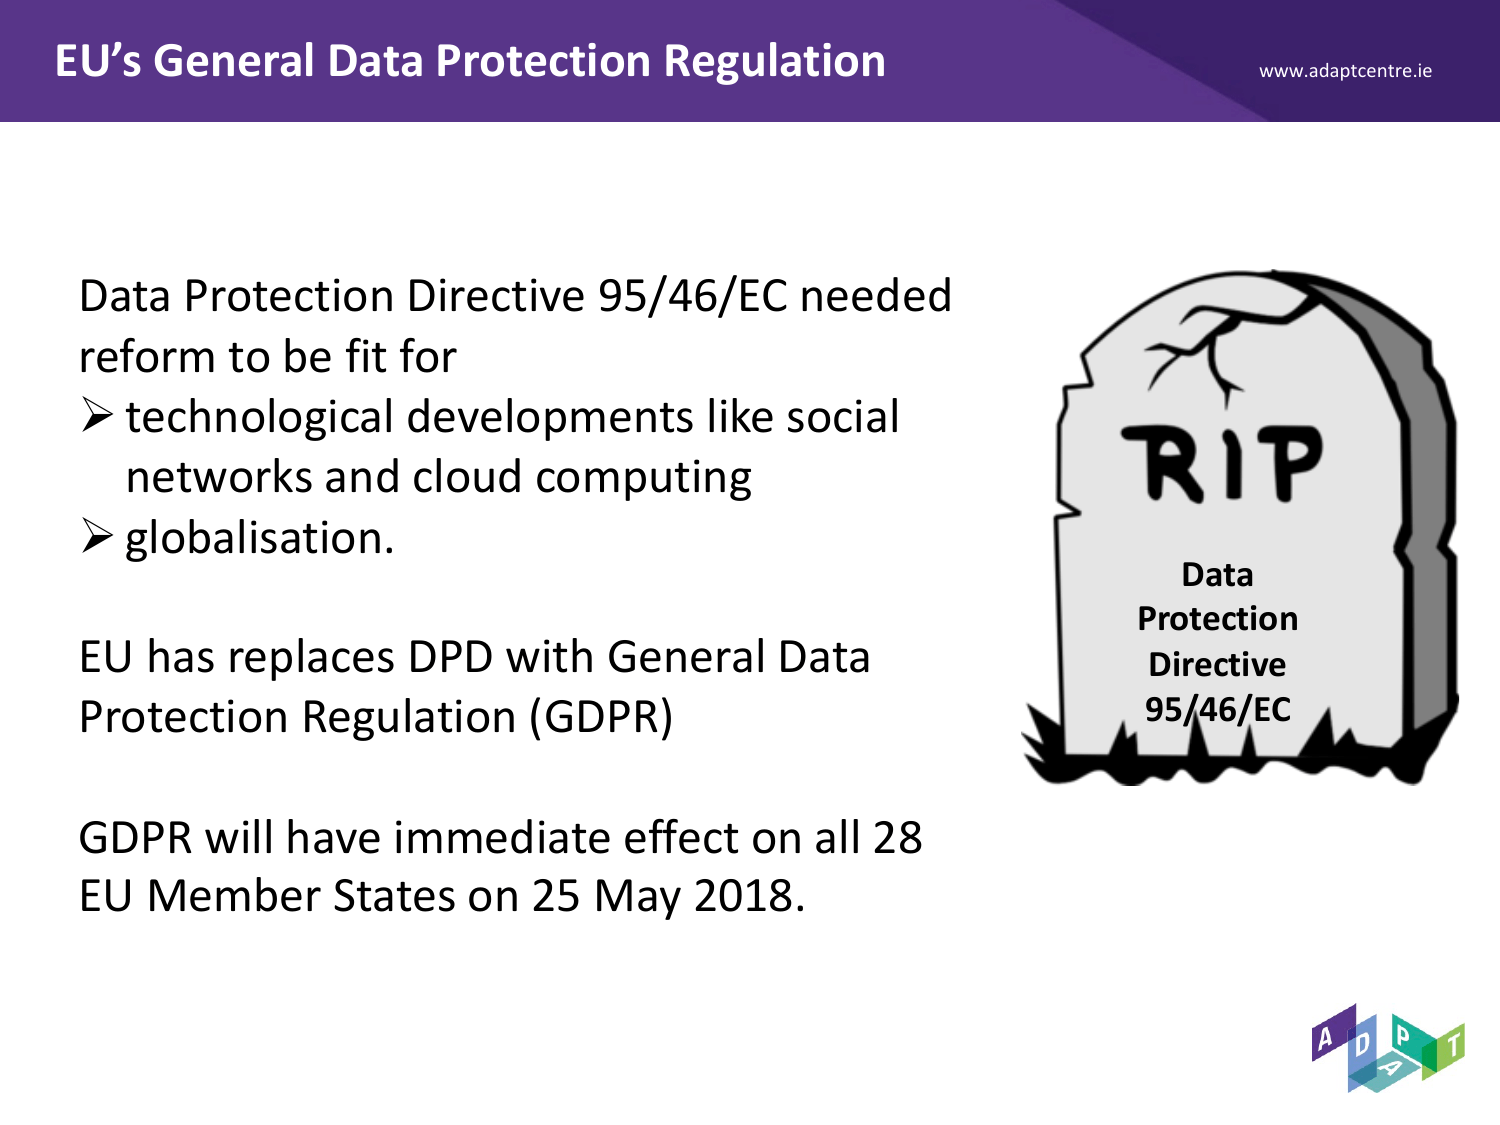 EU’s General Data Protection Regulation
www.adaptcentre.ie
Data Protection Directive 95/46/EC needed
reform to be fit for
➢ technological developments like social
networks and cloud computing
➢ globalisation.
EU has replaces DPD with General Data
Protection Regulation (GDPR)
GDPR will have immediate effect on all 28
EU Member States on 25 May 2018.
RIP
Data
Protection
Directive
95/46/EC
ADAPT